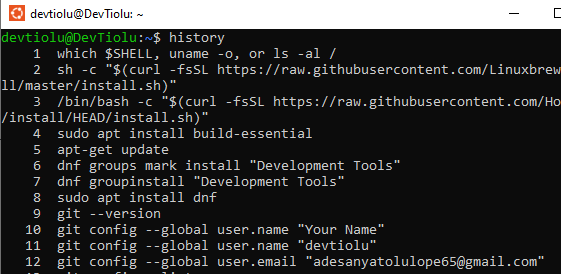 devtiolu@DevTiolu: ~
devtiolu@DevTiolu:~$ history
1 which $SHELL, uname -o, or ls -al /
2 sh -c "$(curl -fsSL https://raw.githubusercontent.com/Linuxbrew
ll/master/install.sh)"
3 /bin/bash -c "$(curl -fsSL https://raw.githubusercontent.com/Ho
/install/HEAD/install.sh)"
4 sudo apt install build-essential
5 apt-get update
6 dnf groups mark install "Development Tools"
7 dnf groupinstall "Development Tools"
8 sudo apt install dnf
9 git --version
10 git config --global user.name "Your Name"
11 git config --global user.name "devtiolu"
12 git config --global user.email "adesanyatolulope65@gmail.com"